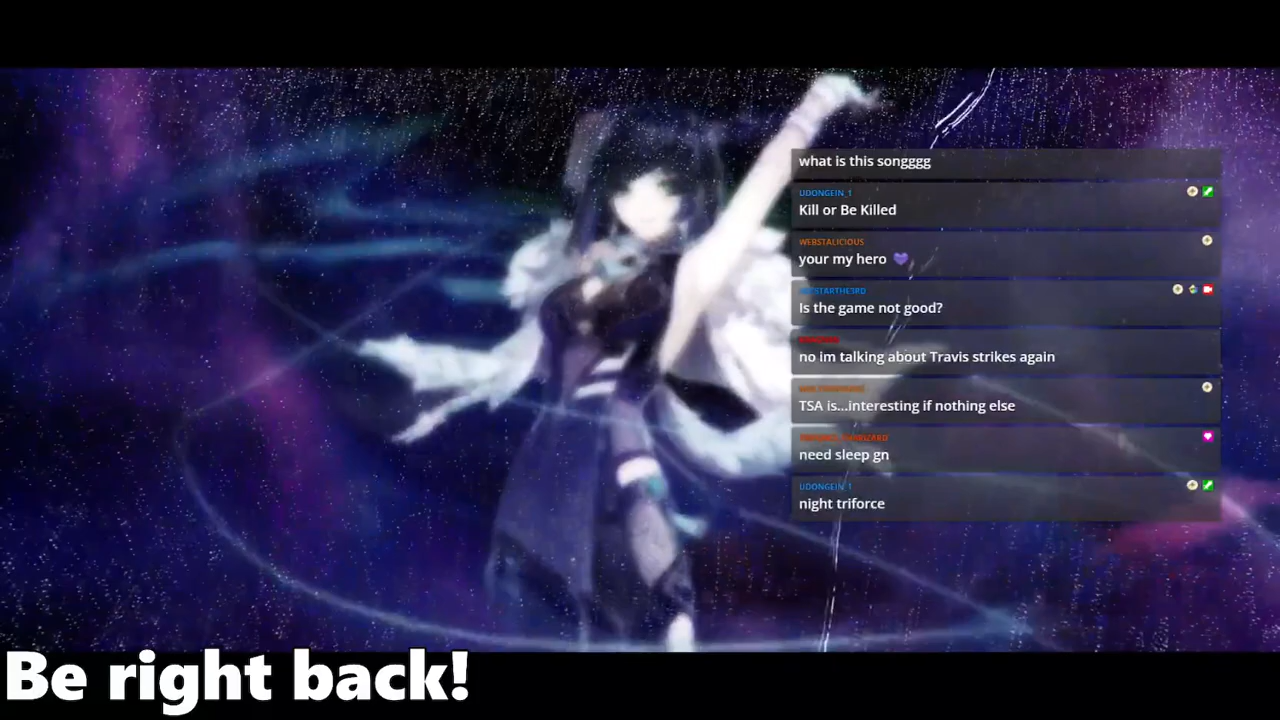 what is this songggg
UDONGEIN_1
Kill or Be Killed
WEBSTALICIOUS
your my hero
Is the game not good?
no im talking about Travis strikes again
TSA is...interesting if nothing else
need sleep gn
UDONGEIN_1
night triforce
Be right back!